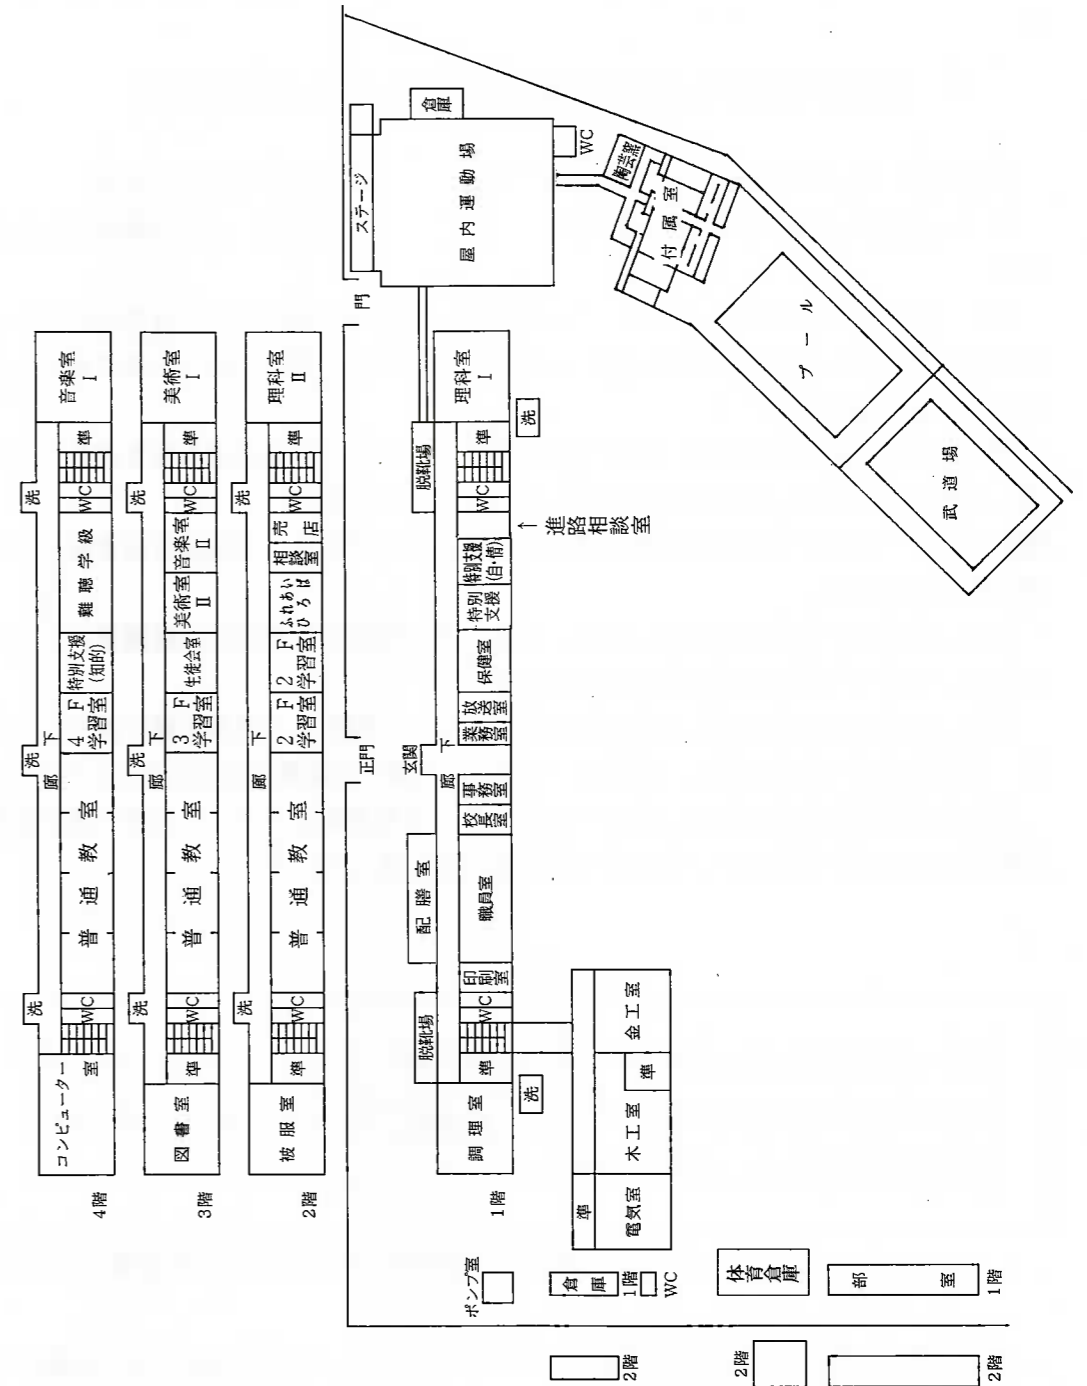 4階
コンピューター室
WC
洗
普通教室
洗
廊下
4F学習室
特別支援(知的)
難聴学級
WC
洗
準
音楽室Ⅰ
3階
図書室
準
WC
洗
普通教室
洗
廊下
3F学習室
生徒会室
美術室Ⅱ
音楽室Ⅱ
WC
洗
準
美術室Ⅰ
2階
被服室
準
WC
洗
普通教室
廊下
2F学習室
2F学習室
ふれあいひろば
相談室
売店
WC
洗
準
理科室Ⅱ
正門
門
1階
調理室
準
洗
脱靴場
WC
印刷室
配膳室
職員室
校長室
事務室
玄関
廊下
業務室
放送室
保健室
特別支援
特別支援(自・情)
↑
進路相談室
WC
脱靴場
準
理科室Ⅰ
洗
ステージ
屋内運動場
倉庫
WC
陶芸窯
付属室
プール
武道場
電気室
準
木工室
準
金工室
ポンプ室
倉庫
1階
WC
体育倉庫
部室
1階
2階
2階
2階